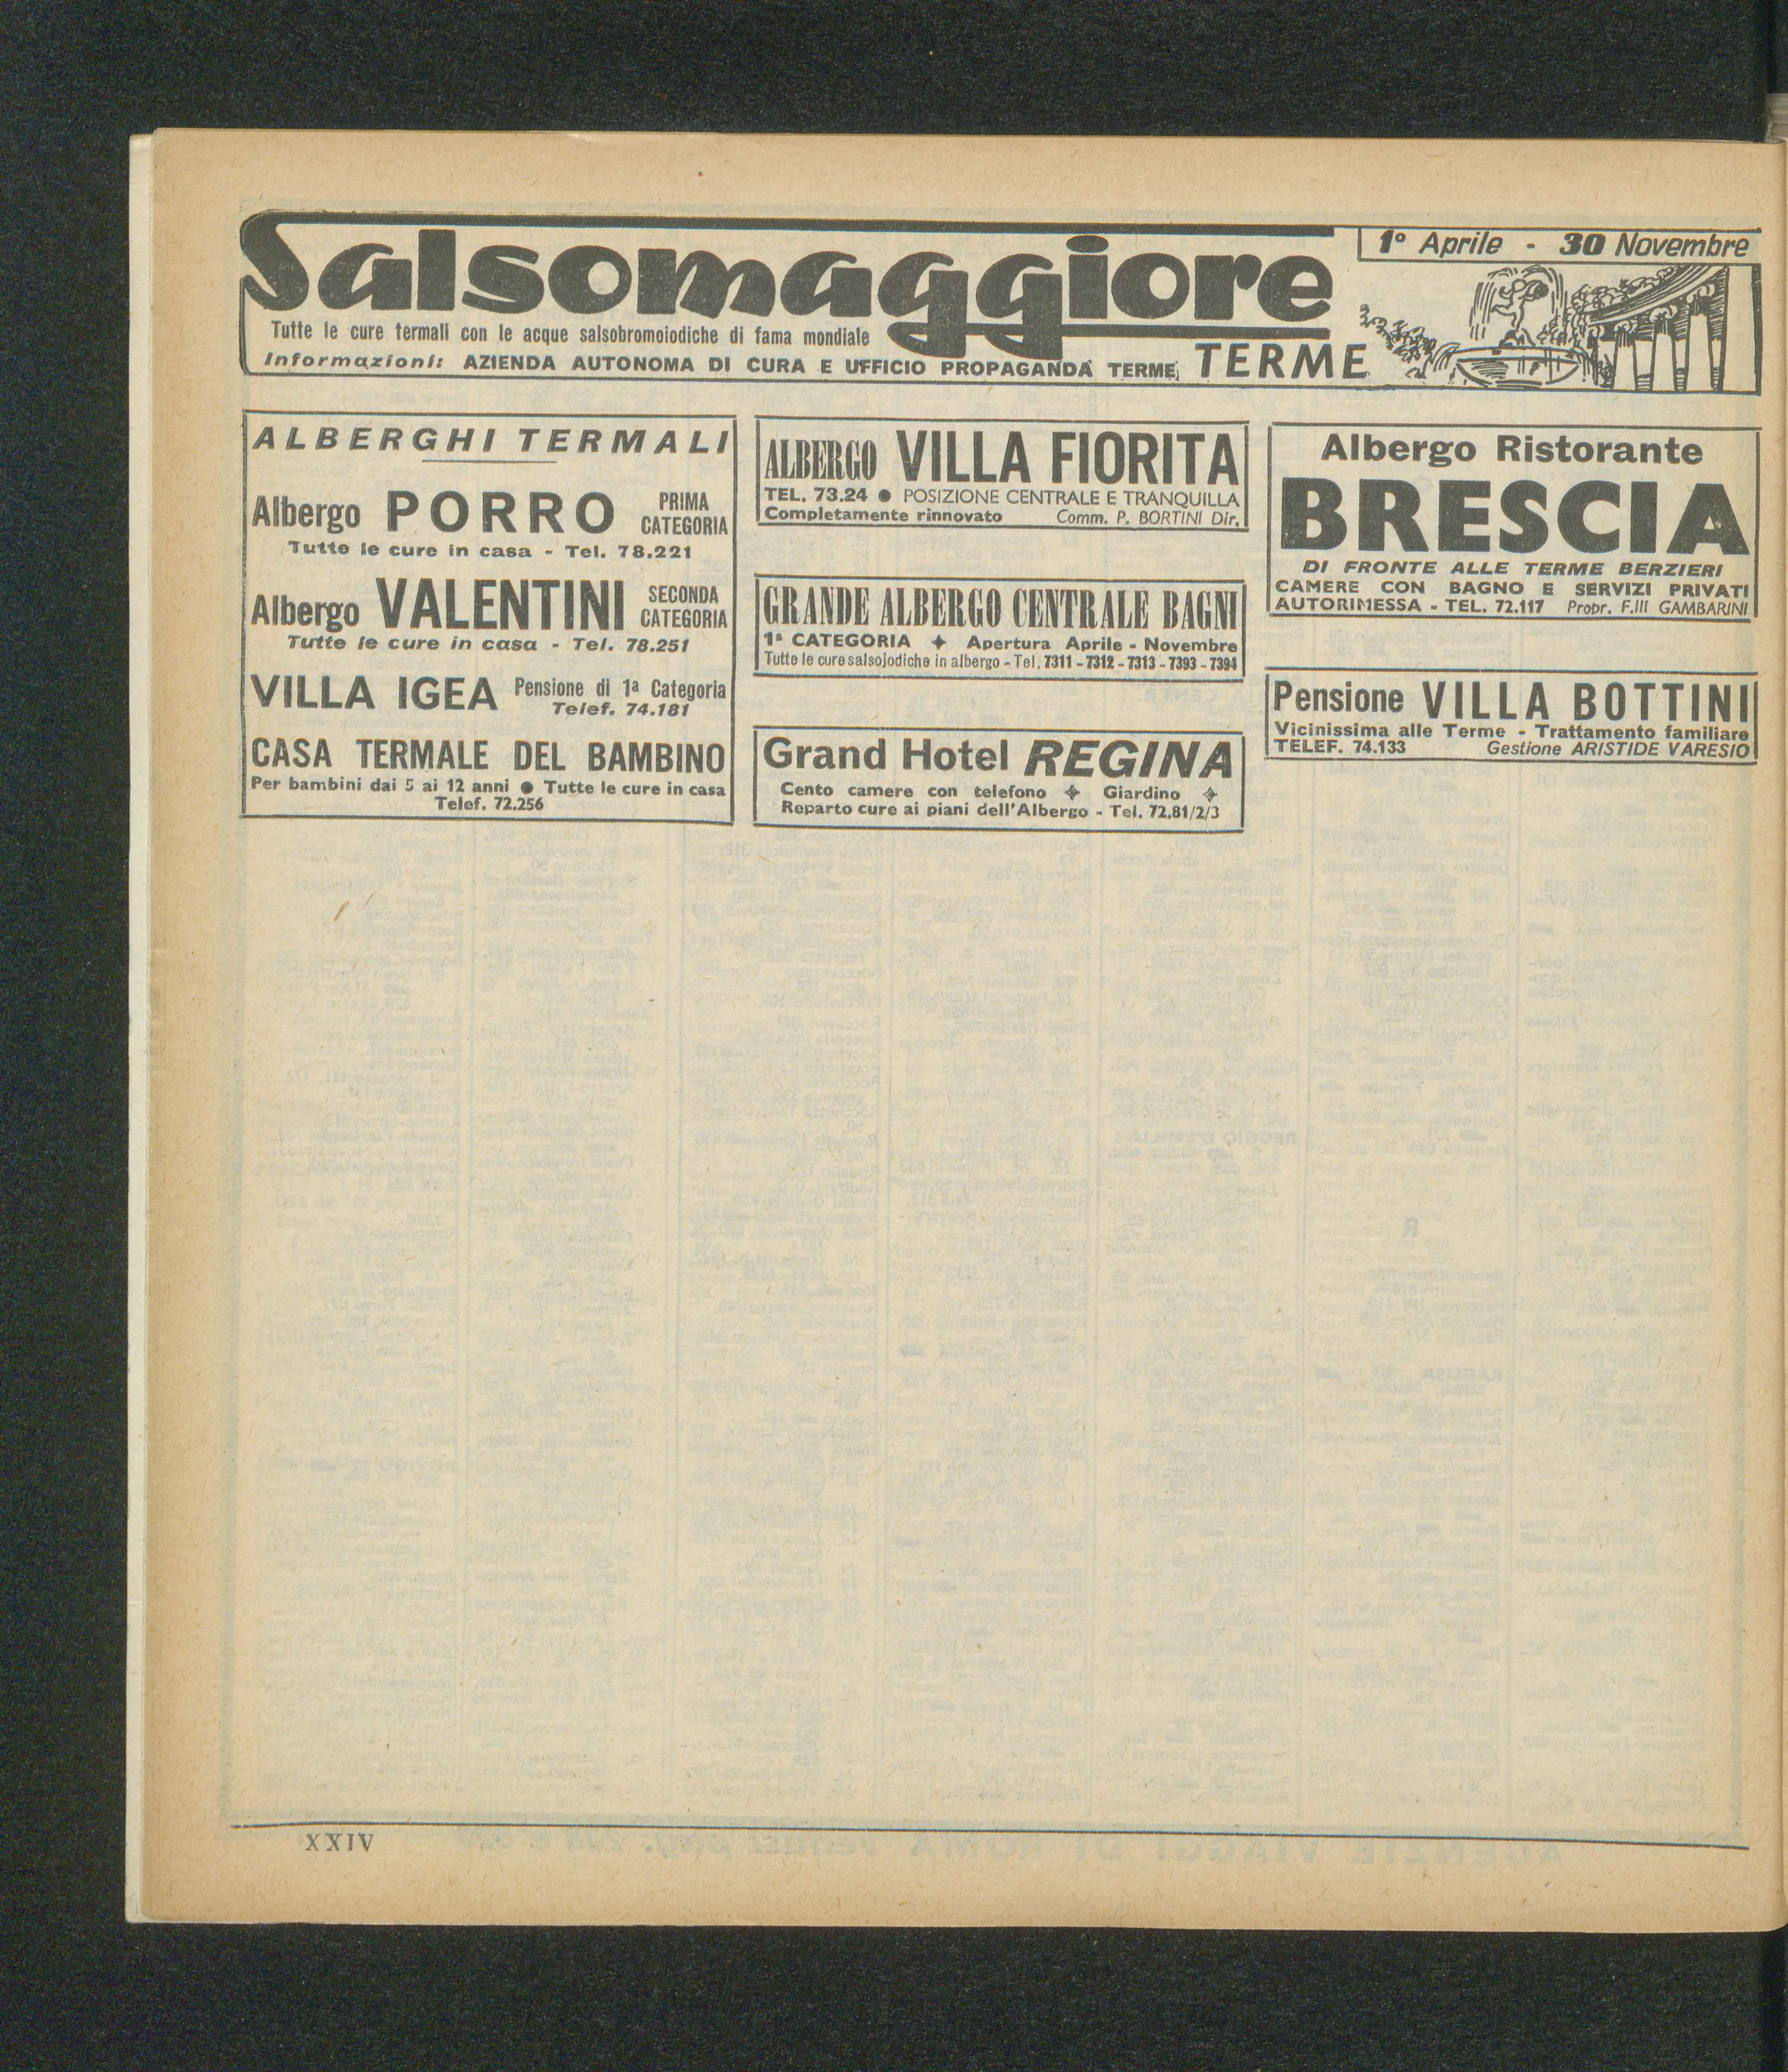 Salsomaggiore
1º Aprile - 30 Novembre
Tutte le cure termali con le acque salsobromoiodiche di fama mondiale
Informazioni: AZIENDA AUTONOMA DI CURA E UFFICIO PROPAGANDA TERME
TERME
ALBERGHI TERMALI
Albergo PORRO PRIMA CATEGORIA
Tutte le cure in casa - Tel. 78.221
Albergo VALENTINI SECONDA CATEGORIA
Tutte le cure in casa - Tel. 78.251
VILLA IGEA Pensione di 1ª Categoria
Telef. 74.181
CASA TERMALE DEL BAMBINO
Per bambini dai 5 ai 12 anni ● Tutte le cure in casa
Telef. 72.256
ALBERGO VILLA FIORITA
TEL. 73.24 ● POSIZIONE CENTRALE E TRANQUILLA
Completamente rinnovato Comm. P. BORTINI Dir.
GRANDE ALBERGO CENTRALE BAGNI
1ª CATEGORIA ✦ Apertura Aprile - Novembre
Tutte le cure salsojodiche in albergo - Tel. 7311 - 7312 - 7313 - 7393 - 7394
Grand Hotel REGINA
Cento camere con telefono ✦ Giardino ✦
Reparto cure ai piani dell'Albergo - Tel. 72.81/2/3
Albergo Ristorante
BRESCIA
DI FRONTE ALLE TERME BERZIERI
CAMERE CON BAGNO E SERVIZI PRIVATI
AUTORIMESSA - TEL. 72.117 Propr. F.lli GAMBARINI
Pensione VILLA BOTTINI
Vicinissima alle Terme - Trattamento familiare
TELEF. 74.133 Gestione ARISTIDE VARESIO
XXIV